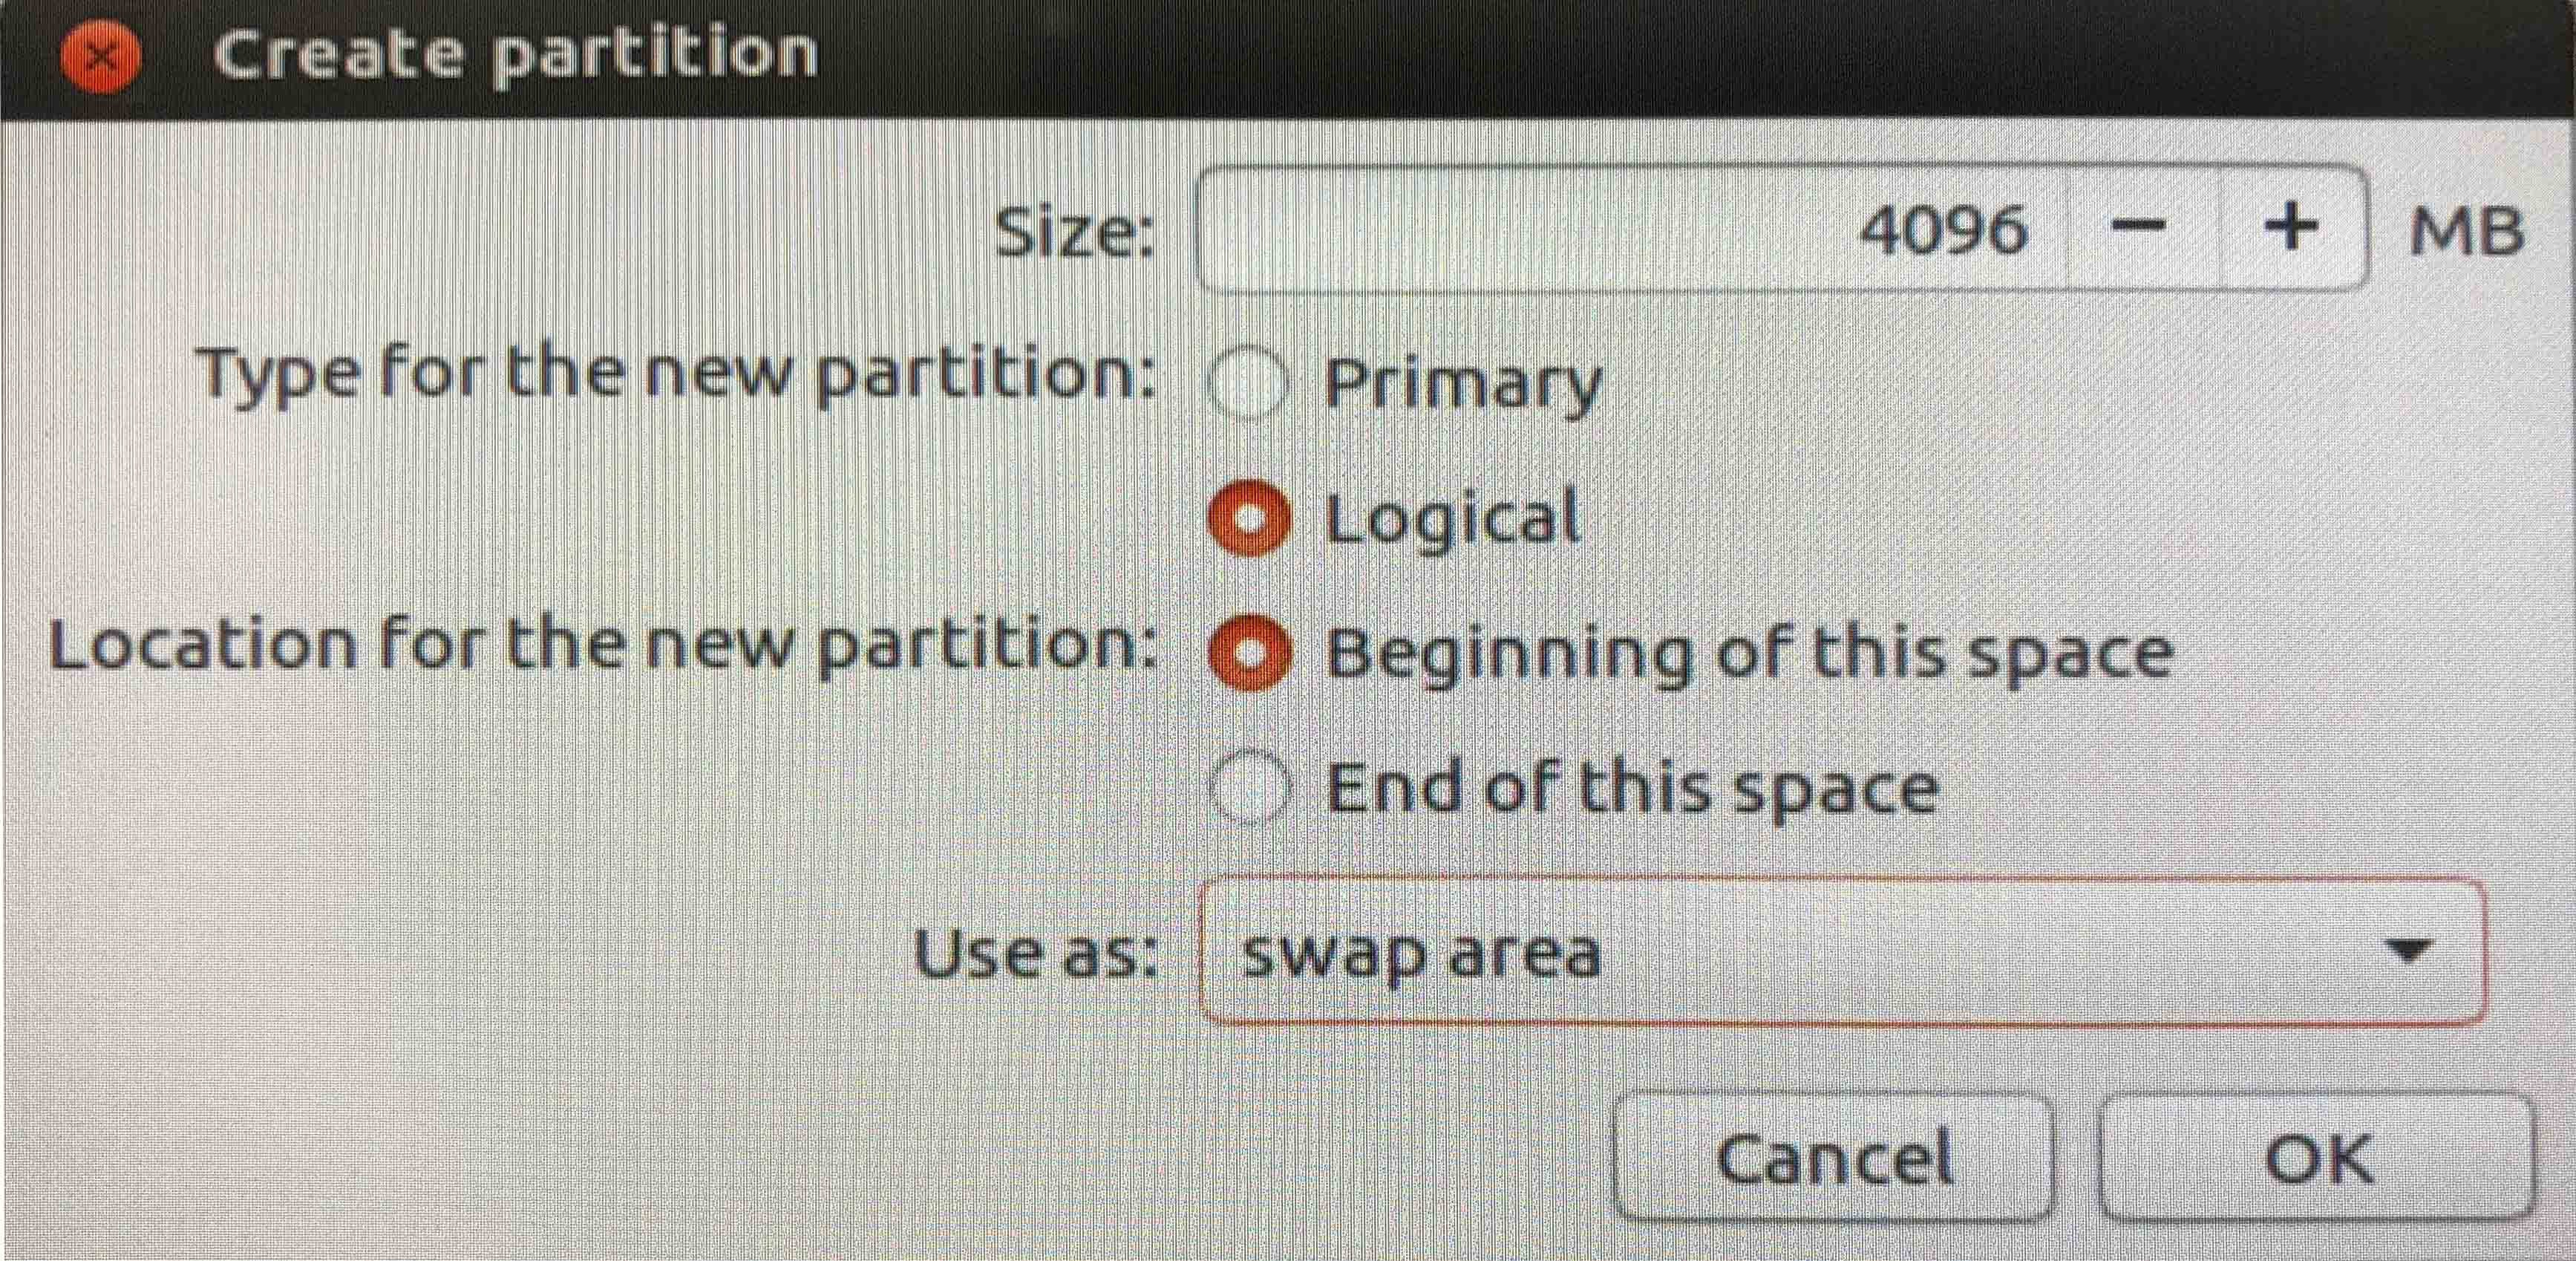 Create partition
Size: 4096 − + MB
Type for the new partition: Primary
Logical
Location for the new partition: Beginning of this space
End of this space
Use as: swap area
Cancel OK